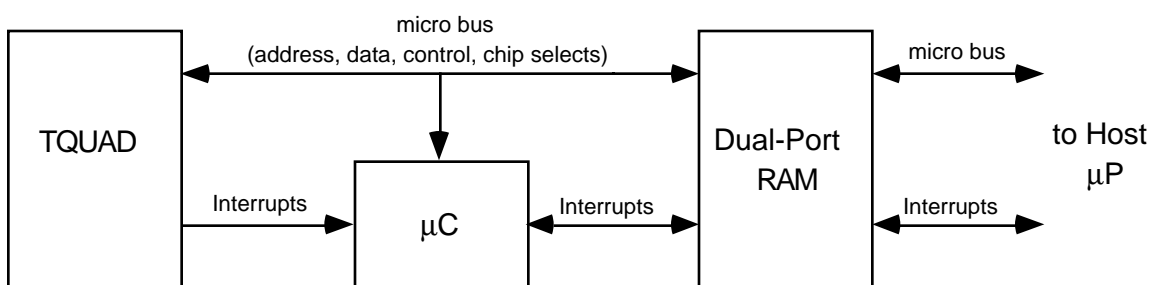 micro bus
(address, data, control, chip selects)
micro bus
TQUAD
Dual-Port
RAM
to Host
μP
Interrupts
μC
Interrupts
Interrupts